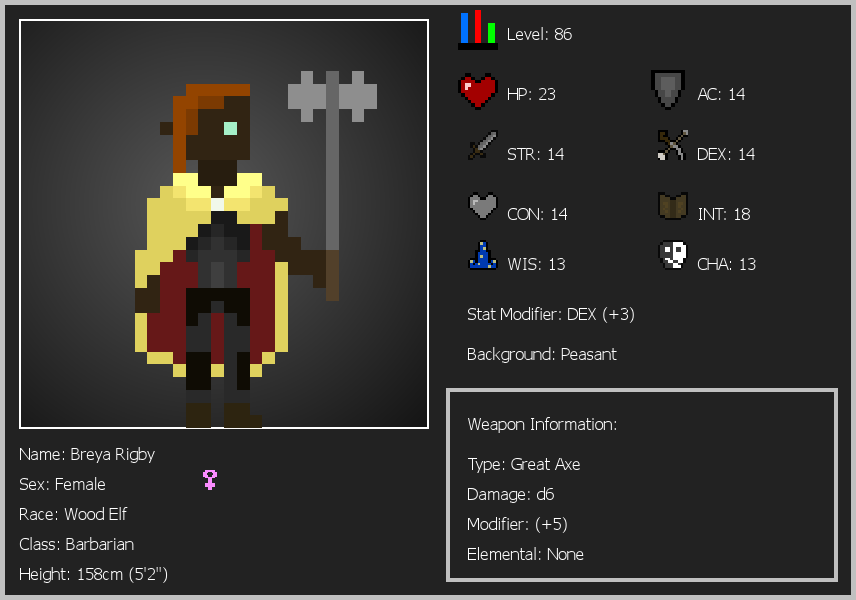 Level: 86
HP: 23
AC: 14
STR: 14
DEX: 14
CON: 14
INT: 18
WIS: 13
CHA: 13
Stat Modifier: DEX (+3)
Background: Peasant
Weapon Information:
Type: Great Axe
Damage: d6
Modifier: (+5)
Elemental: None
Name: Breya Rigby
Sex: Female
Race: Wood Elf
Class: Barbarian
Height: 158cm (5'2")